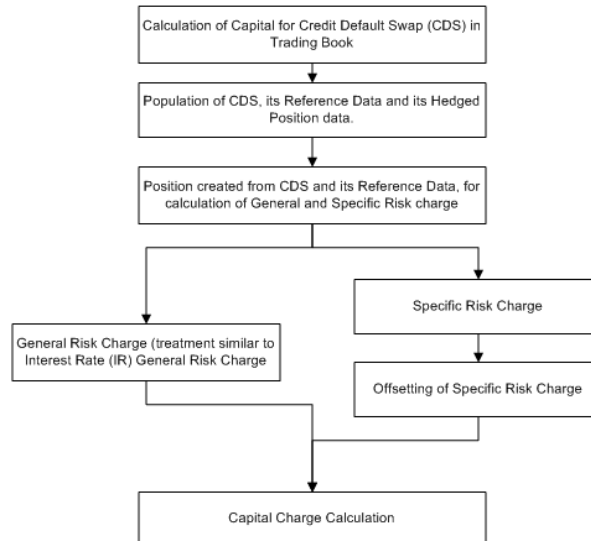 Calculation of Capital for Credit Default Swap (CDS) in
Trading Book
Population of CDS, its Reference Data and its Hedged
Position data.
Position created from CDS and its Reference Data, for
calculation of General and Specific Risk charge
Specific Risk Charge
General Risk Charge (treatment similar to
Interest Rate (IR) General Risk Charge
Offsetting of Specific Risk Charge
Capital Charge Calculation